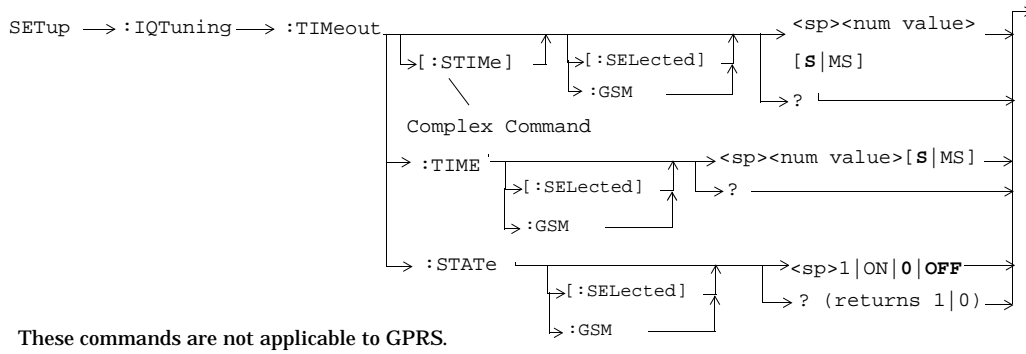 SETup :IQTuning :TIMeout <sp><num value>
[:STIMe] [:SELected] [S|MS]
:GSM ?
Complex Command
:TIME <sp><num value>[S|MS]
[:SELected] ?
:GSM
:STATe <sp>1|ON|0|OFF
[:SELected] ? (returns 1|0)
:GSM
These commands are not applicable to GPRS.